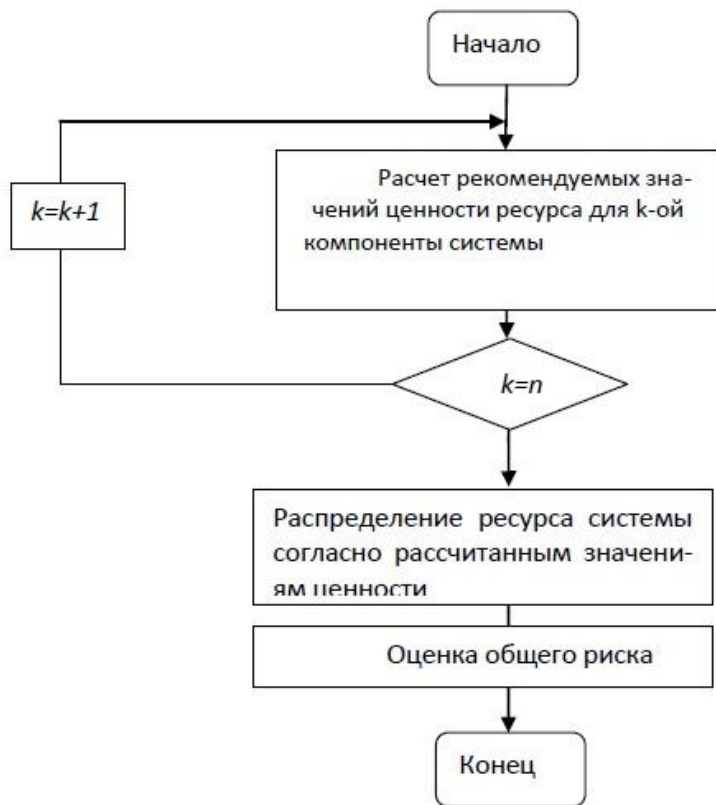 Начало
Расчет рекомендуемых зна-
чений ценности ресурса для k-ой
компоненты системы
k=k+1
k=n
Распределение ресурса системы
согласно рассчитанным значени-
ям ценности
Оценка общего риска
Конец